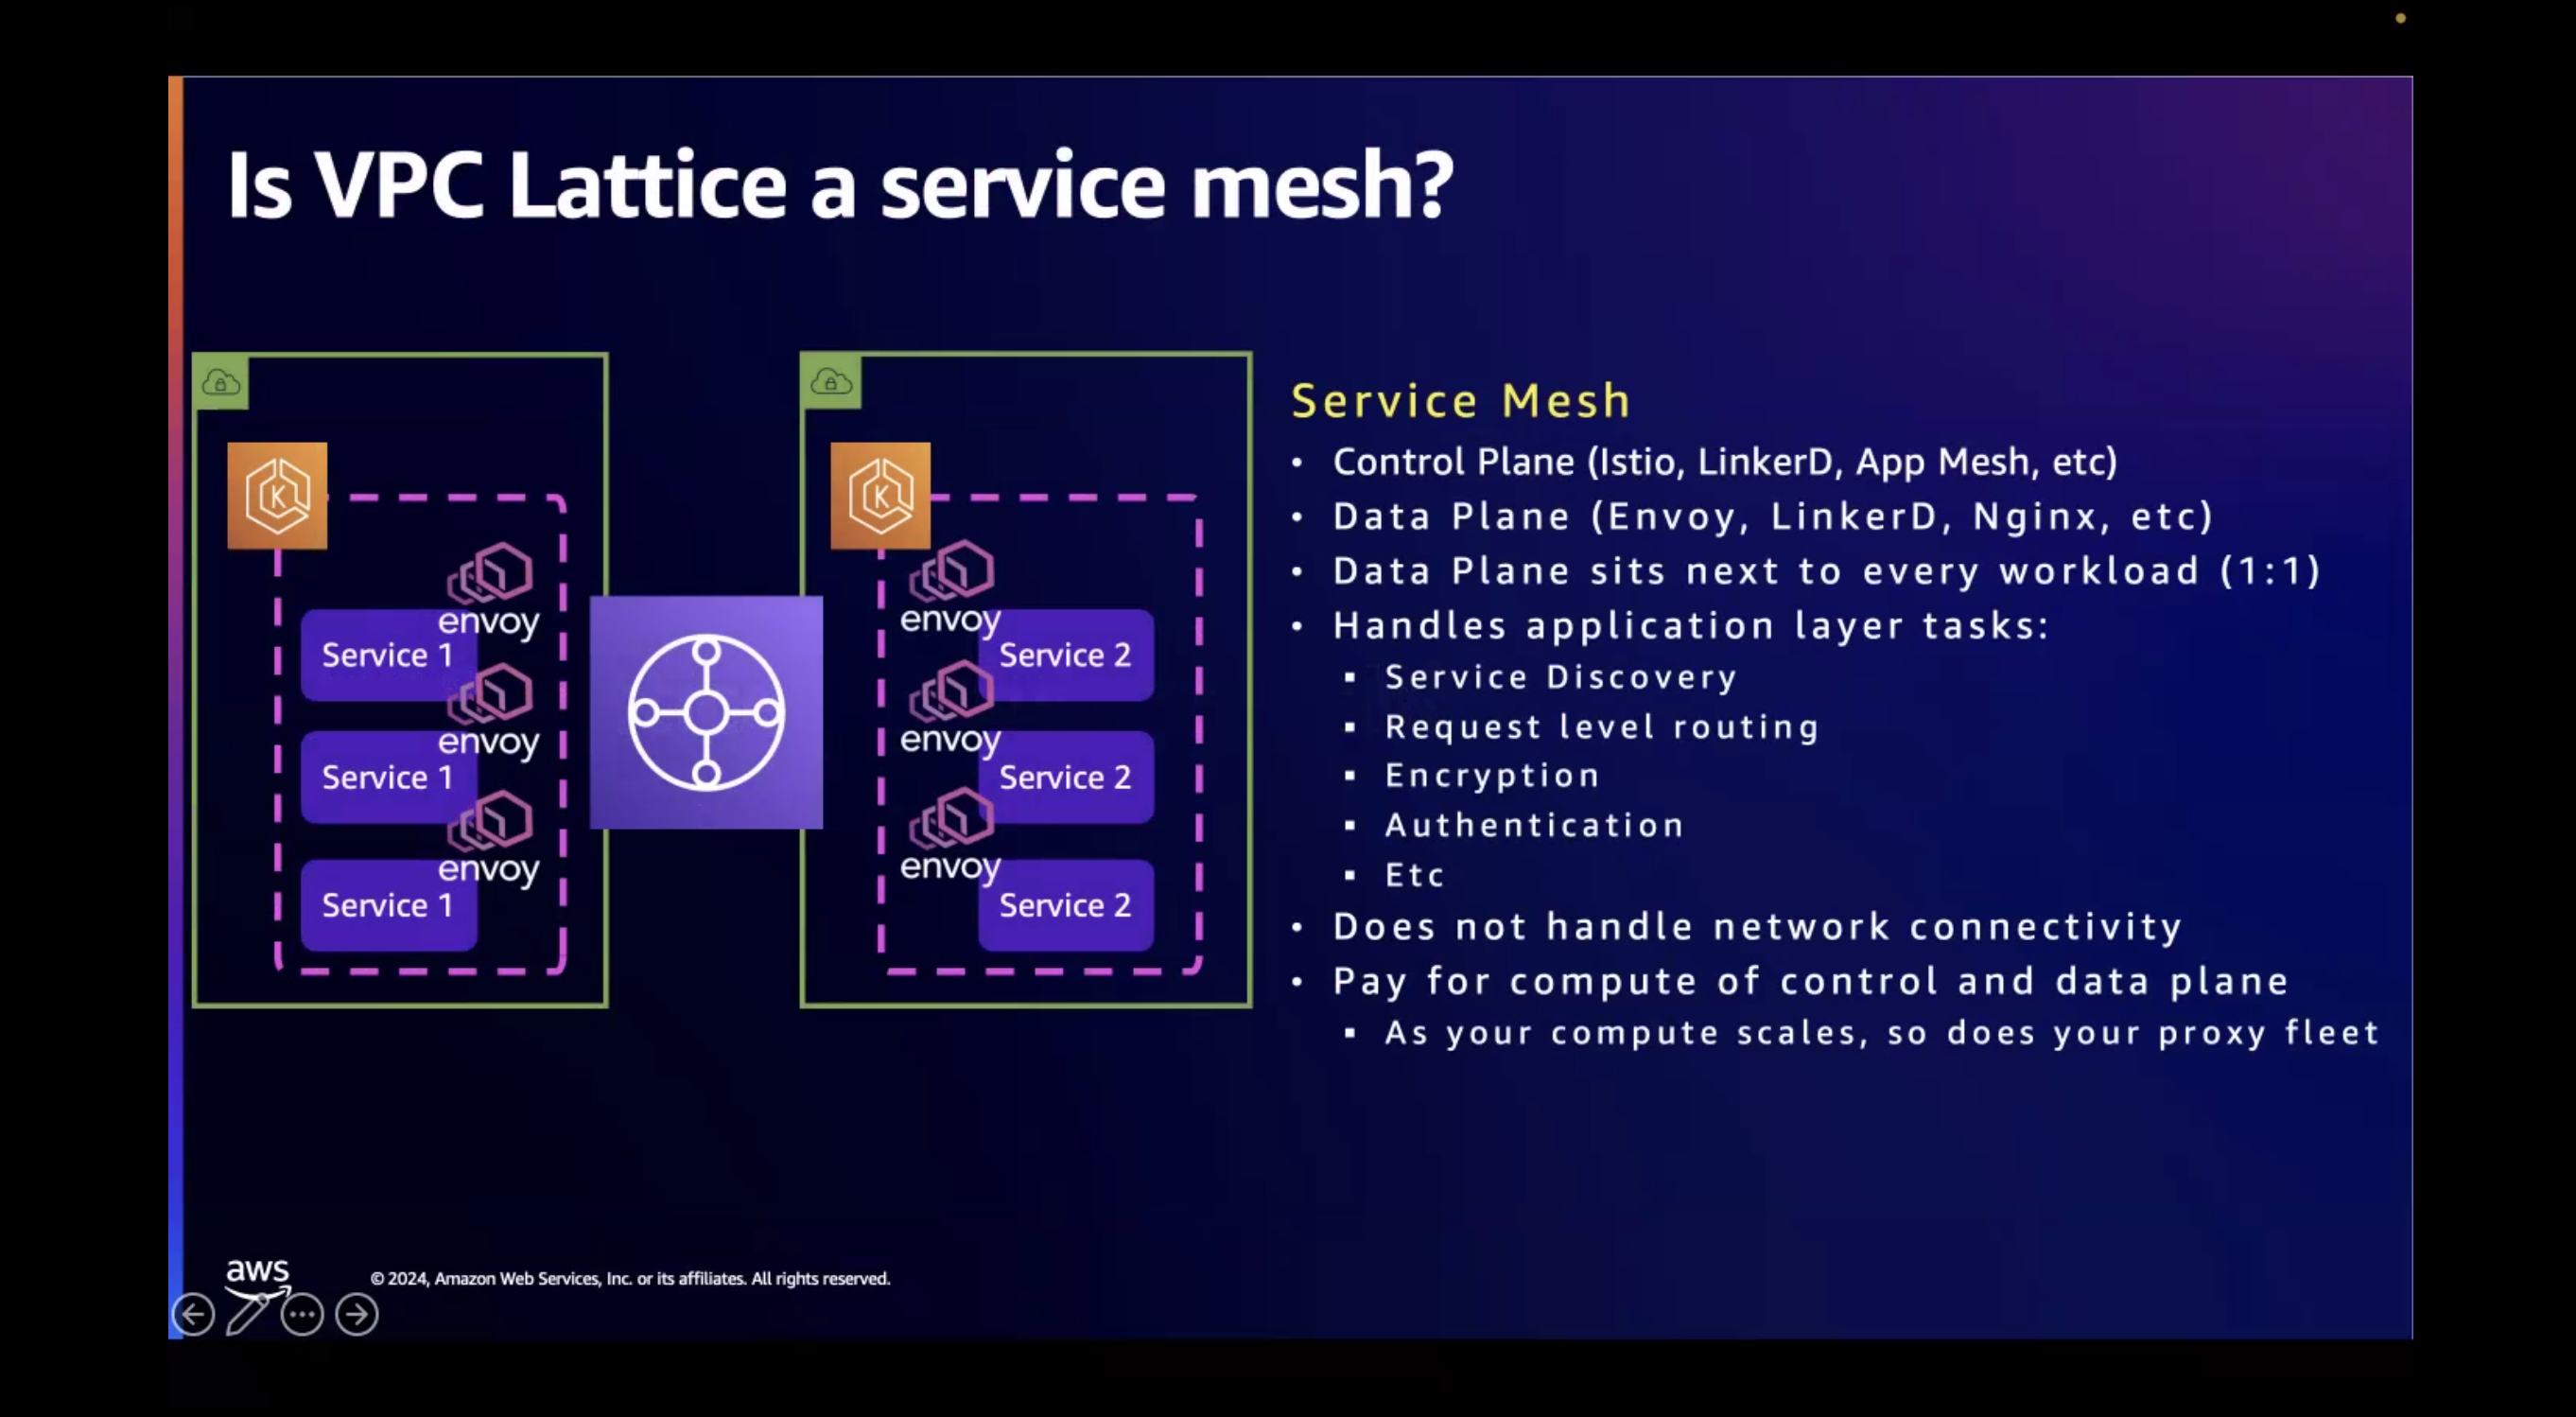 Is VPC Lattice a service mesh?
envoy
Service 1
envoy
Service 1
envoy
Service 1
envoy
Service 2
envoy
Service 2
envoy
Service 2
Service Mesh
• Control Plane (Istio, LinkerD, App Mesh, etc)
• Data Plane (Envoy, LinkerD, Nginx, etc)
• Data Plane sits next to every workload (1:1)
• Handles application layer tasks:
▪ Service Discovery
▪ Request level routing
▪ Encryption
▪ Authentication
▪ Etc
• Does not handle network connectivity
• Pay for compute of control and data plane
▪ As your compute scales, so does your proxy fleet
aws
© 2024, Amazon Web Services, Inc. or its affiliates. All rights reserved.